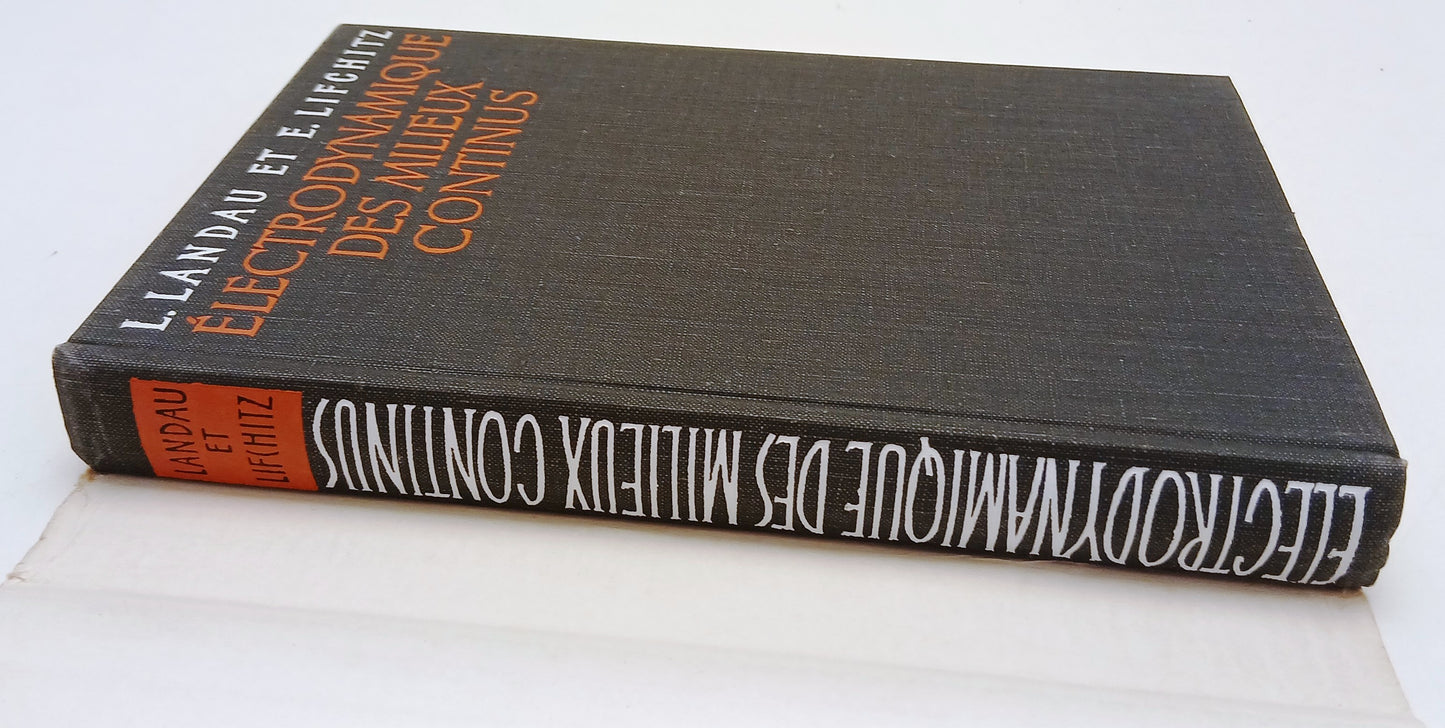 L. LANDAU ET E. LIFCHITZ
ÉLECTRODYNAMIQUE
DES MILIEUX
CONTINUS
LANDAU
ET
LIFCHITZ
ÉLECTRODYNAMIQUE DES MILIEUX CONTINUS